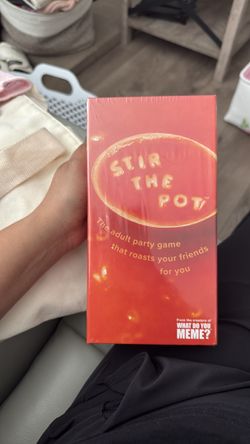 STIR
THE
POT
The adult party game
that roasts your friends
for you
From the creators of
WHAT DO YOU
MEME?